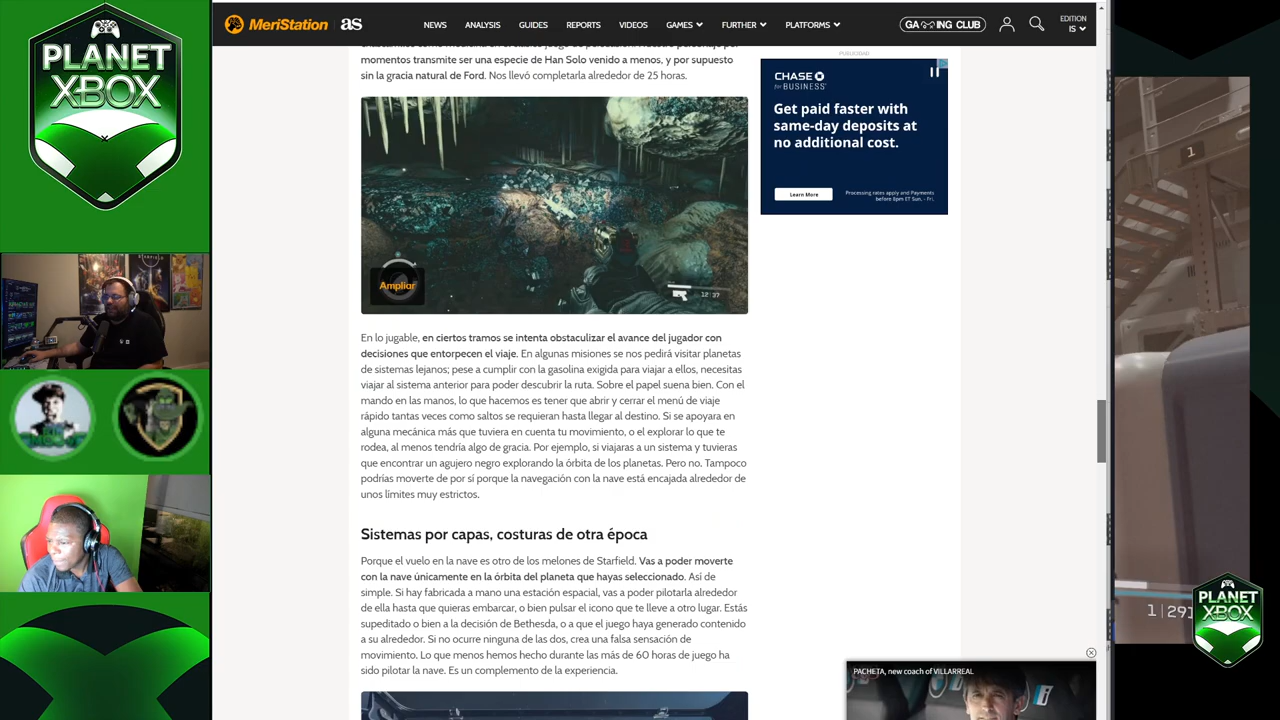 PLANET
XBOX
MeriStation
as
NEWS
ANALYSIS
GUIDES
REPORTS
VIDEOS
GAMES
FURTHER
PLATFORMS
GAMING CLUB
EDITION
IS
momentos transmite ser una especie de Han Solo venido a menos, y por supuesto
sin la gracia natural de Ford. Nos llevó completarla alrededor de 25 horas.
Ampliar
12 37
PUBLICIDAD
CHASE
for BUSINESS
Get paid faster with
same-day deposits at
no additional cost.
Learn More
Processing rates apply and Payments
before 8pm ET Sun. - Fri.
En lo jugable, en ciertos tramos se intenta obstaculizar el avance del jugador con
decisiones que entorpecen el viaje. En algunas misiones se nos pedirá visitar planetas
de sistemas lejanos; pese a cumplir con la gasolina exigida para viajar a ellos, necesitas
viajar al sistema anterior para poder descubrir la ruta. Sobre el papel suena bien. Con el
mando en las manos, lo que hacemos es tener que abrir y cerrar el menú de viaje
rápido tantas veces como saltos se requieran hasta llegar al destino. Si se apoyara en
alguna mecánica más que tuviera en cuenta tu movimiento, o el explorar lo que te
rodea, al menos tendría algo de gracia. Por ejemplo, si viajaras a un sistema y tuvieras
que encontrar un agujero negro explorando la órbita de los planetas. Pero no. Tampoco
podrías moverte de por sí porque la navegación con la nave está encajada alrededor de
unos límites muy estrictos.
Sistemas por capas, costuras de otra época
Porque el vuelo en la nave es otro de los melones de Starfield. Vas a poder moverte
con la nave únicamente en la órbita del planeta que hayas seleccionado. Así de
simple. Si hay fabricada a mano una estación espacial, vas a poder pilotarla alrededor
de ella hasta que quieras embarcar, o bien pulsar el icono que te lleve a otro lugar. Estás
supeditado o bien a la decisión de Bethesda, o a que el juego haya generado contenido
a su alrededor. Si no ocurre ninguna de las dos, crea una falsa sensación de
movimiento. Lo que menos hemos hecho durante las más de 60 horas de juego ha
sido pilotar la nave. Es un complemento de la experiencia.
PACHETA, new coach of VILLARREAL
1
1 291
PLANET
XBOX